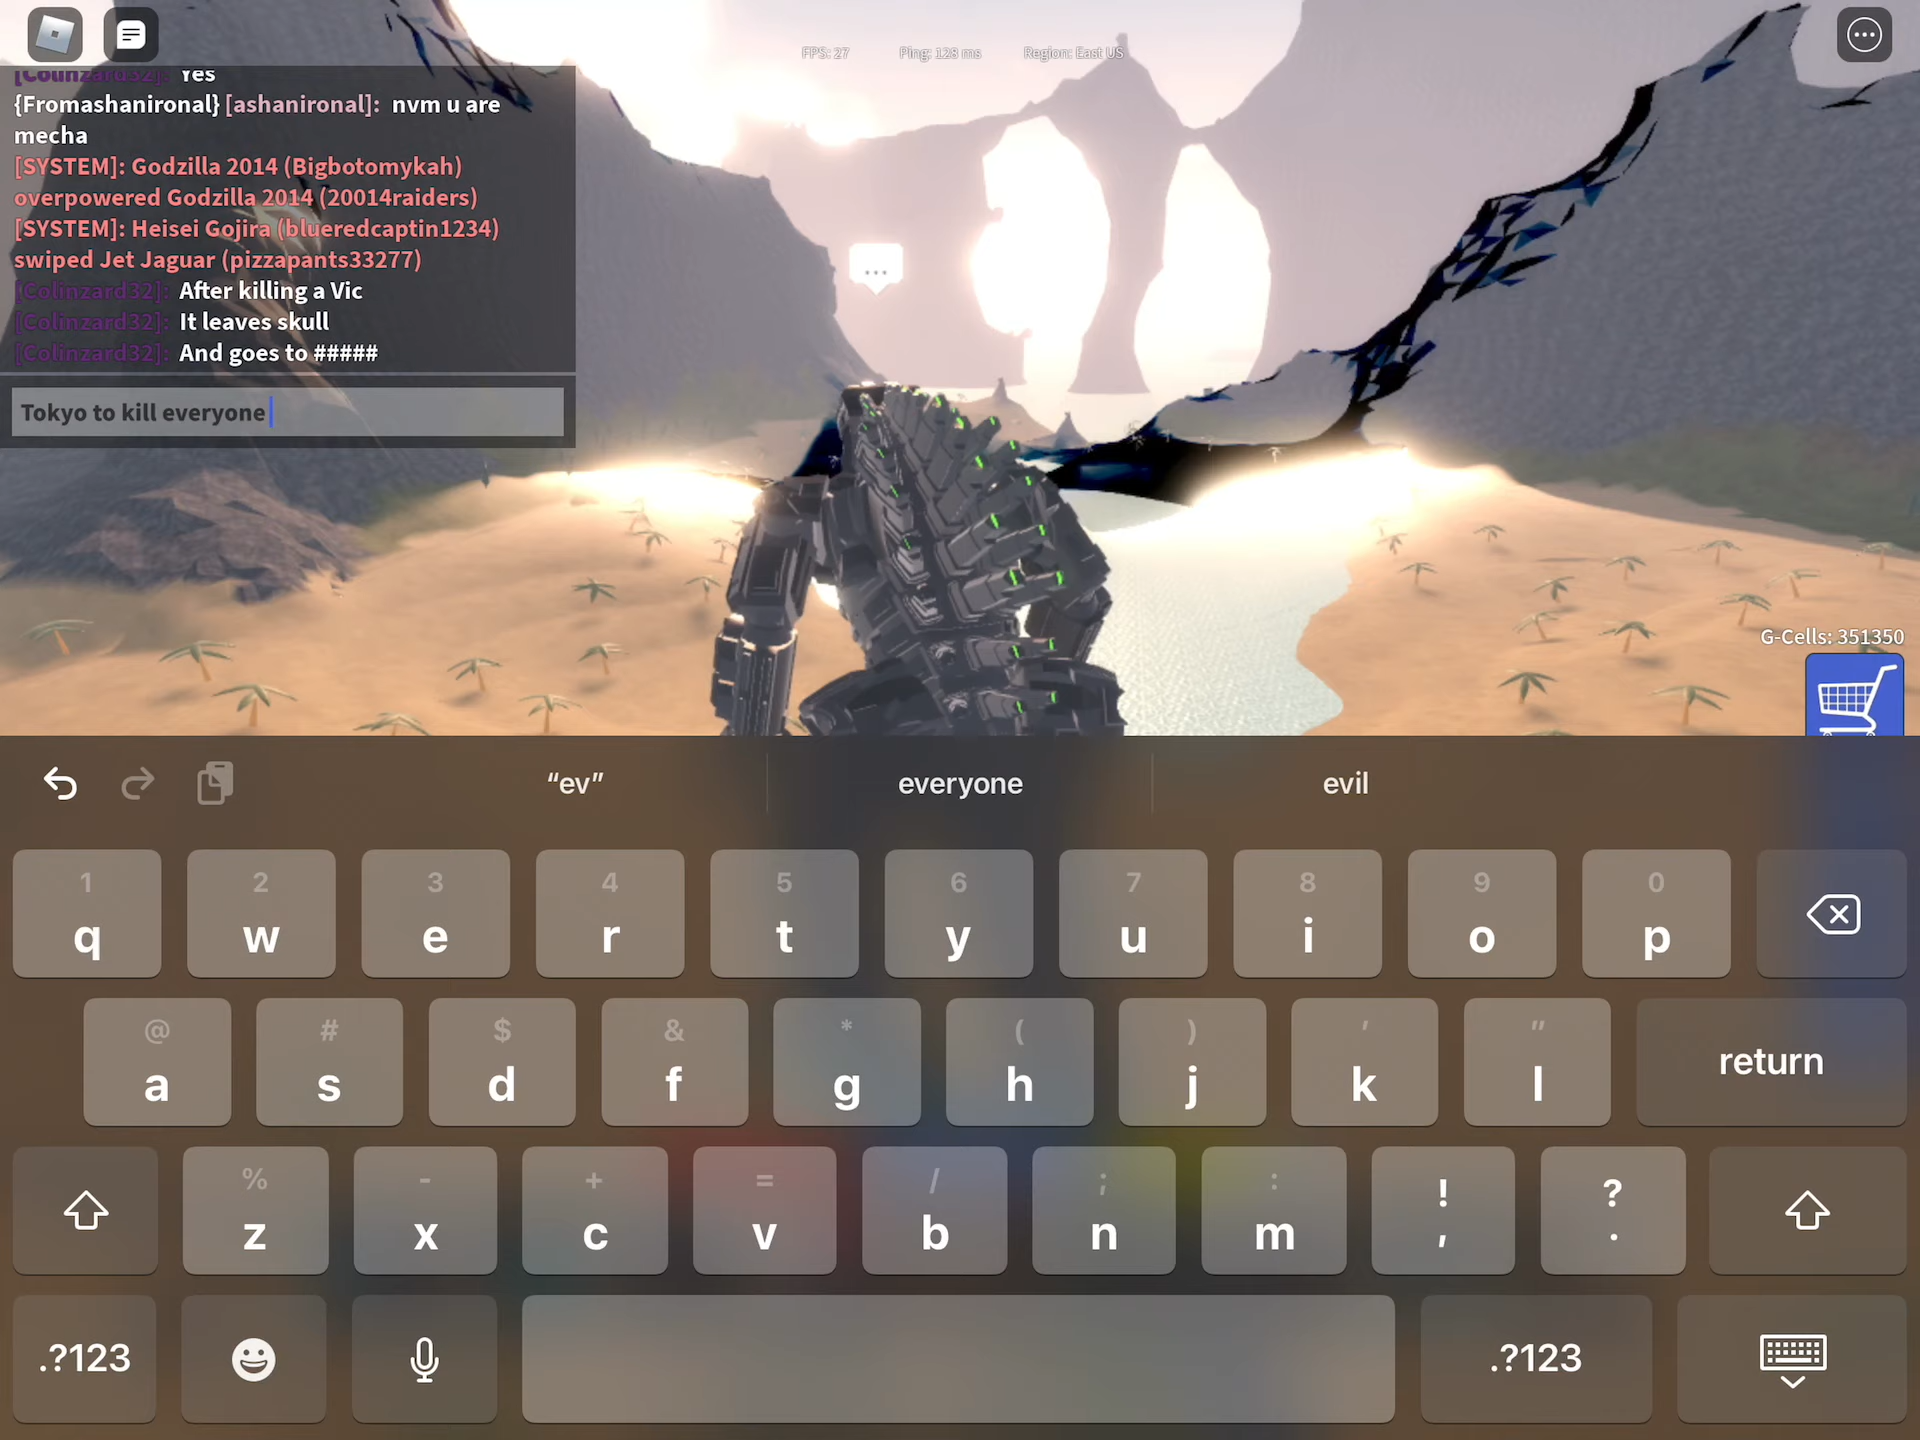 FPS: 27 Ping: 128 ms Region: East US
[Colinzard32]: Yes
{Fromashanironal} [ashanironal]: nvm u are
mecha
[SYSTEM]: Godzilla 2014 (Bigbotomykah)
overpowered Godzilla 2014 (20014raiders)
[SYSTEM]: Heisei Gojira (blueredcaptin1234)
swiped Jet Jaguar (pizzapants33277)
[Colinzard32]: After killing a Vic
[Colinzard32]: It leaves skull
[Colinzard32]: And goes to #####
Tokyo to kill everyone
...
G-Cells: 351350
“ev” everyone evil
1 2 3 4 5 6 7 8 9 0
q w e r t y u i o p
@ # $ & * ( ) ' "
a s d f g h j k l return
% - + = / ; : ! ?
z x c v b n m , .
.?123 .?123